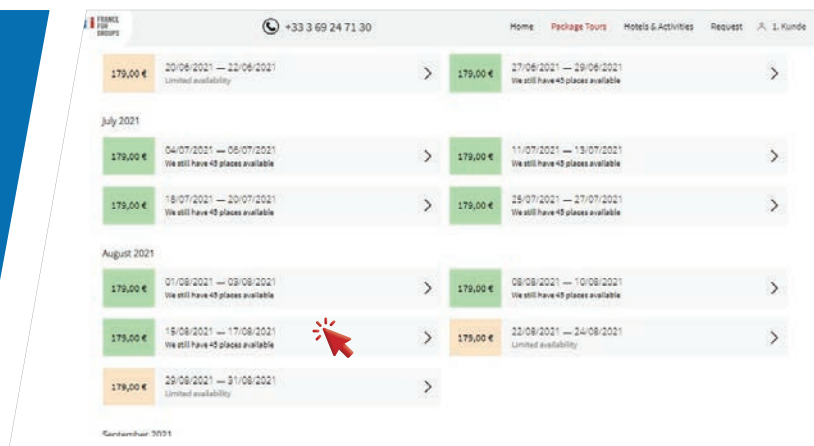 FRANCE
FOR
GROUPS
+33 3 69 24 71 30
Home Package Tours Hotels & Activities Request 1. Kunde
179,00 €
20/06/2021 — 22/06/2021
Limited availability
179,00 €
27/06/2021 — 29/06/2021
We still have 45 places available
July 2021
179,00 €
04/07/2021 — 06/07/2021
We still have 45 places available
179,00 €
11/07/2021 — 13/07/2021
We still have 45 places available
179,00 €
18/07/2021 — 20/07/2021
We still have 45 places available
179,00 €
25/07/2021 — 27/07/2021
We still have 45 places available
August 2021
179,00 €
01/08/2021 — 03/08/2021
We still have 45 places available
179,00 €
08/08/2021 — 10/08/2021
We still have 45 places available
179,00 €
15/08/2021 — 17/08/2021
We still have 45 places available
179,00 €
22/08/2021 — 24/08/2021
Limited availability
179,00 €
29/08/2021 — 31/08/2021
Limited availability
September 2021